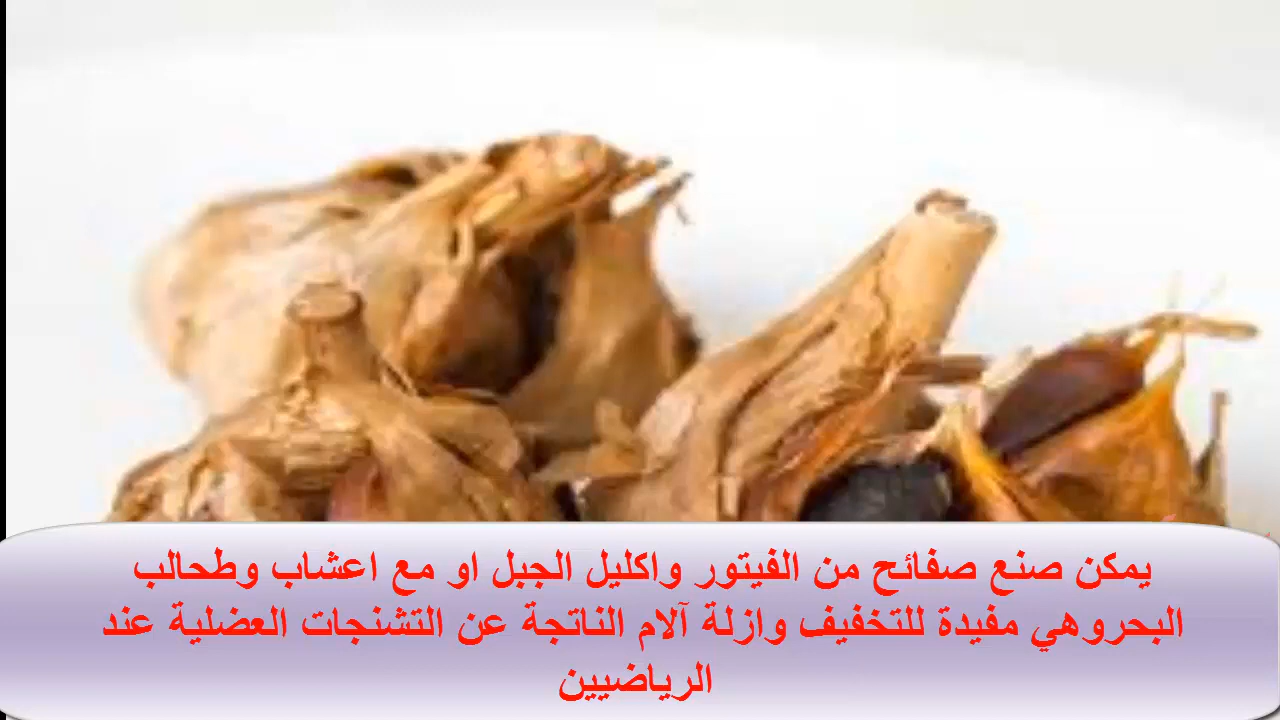 يمكن صنع صفائح من الفيتور واكليل الجبل او مع اعشاب وطحالب
البحروهي مفيدة للتخفيف وازلة آلام الناتجة عن التشنجات العضلية عند
الرياضيين